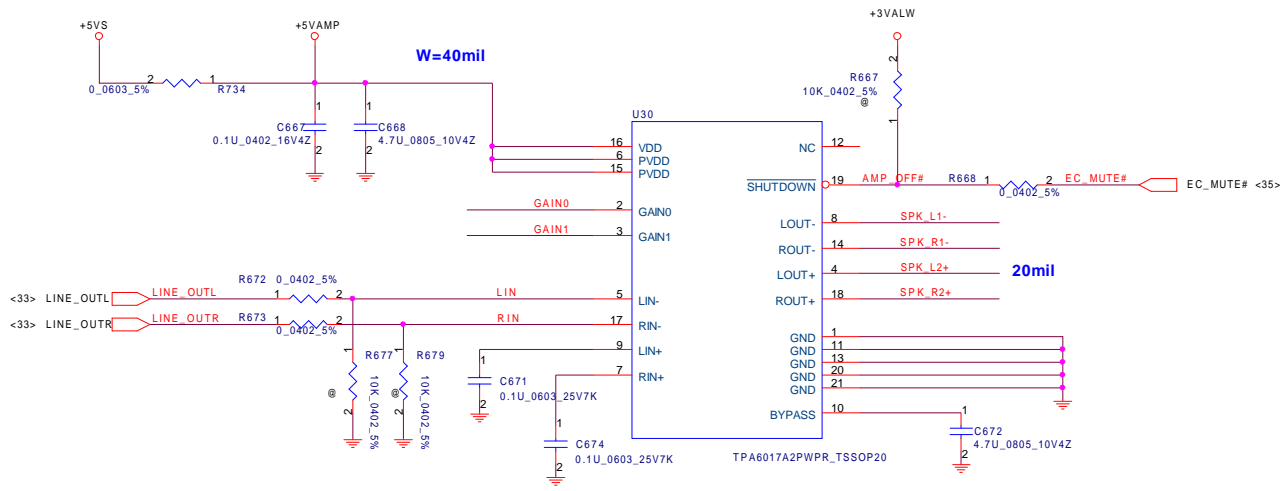 +5VS
+5VAMP
+3VALW
W=40mil
2
1
0_0603_5%
R734
2
R667
10K_0402_5%
@
1
1
C667
0.1U_0402_16V4Z
2
1
C668
4.7U_0805_10V4Z
2
U30
16
VDD
6
PVDD
15
PVDD
GAIN0
2
GAIN0
GAIN1
3
GAIN1
NC
12
SHUTDOWN
19
AMP_OFF#
R668
1
2
0_0402_5%
EC_MUTE#
EC_MUTE# <35>
LOUT-
8
SPK_L1-
ROUT-
14
SPK_R1-
LOUT+
4
SPK_L2+
20mil
ROUT+
18
SPK_R2+
R672
0_0402_5%
<33> LINE_OUTL
LINE_OUTL
1
2
LIN
5
LIN-
<33> LINE_OUTR
LINE_OUTR
R673
1
2
0_0402_5%
RIN
17
RIN-
9
LIN+
7
RIN+
GND
1
GND
11
GND
13
GND
20
GND
21
BYPASS
10
1
R677
@
10K_0402_5%
2
1
R679
@
10K_0402_5%
2
1
C671
0.1U_0603_25V7K
2
1
C674
0.1U_0603_25V7K
2
1
C672
4.7U_0805_10V4Z
2
TPA6017A2PWPR_TSSOP20